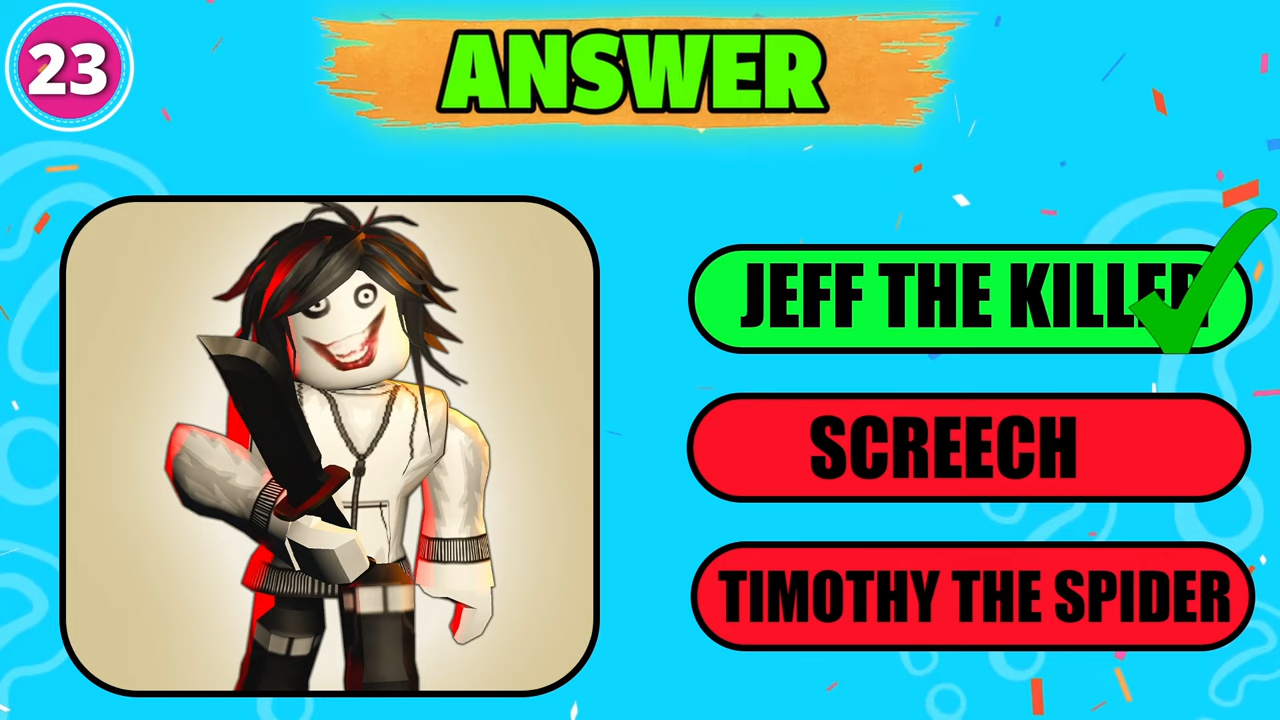 23
ANSWER
JEFF THE KILLER
SCREECH
TIMOTHY THE SPIDER